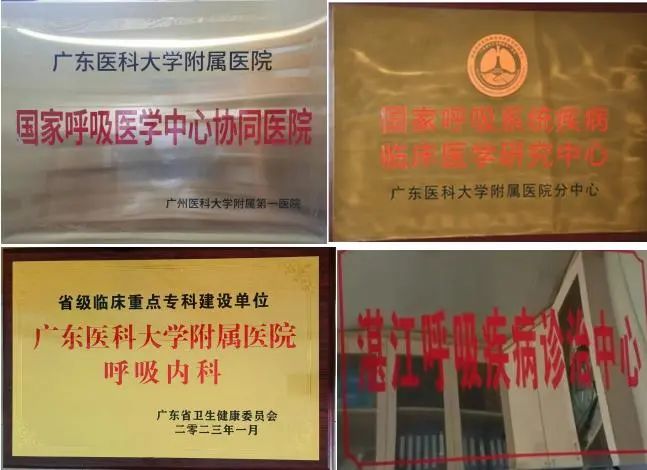 广东医科大学附属医院
国家呼吸医学中心协同医院
广州医科大学附属第一医院
国家呼吸系统疾病
临床医学研究中心
广东医科大学附属医院分中心
省级临床重点专科建设单位
广东医科大学附属医院
呼吸内科
广东省卫生健康委员会
二零二三年一月
湛江呼吸疾病诊治中心